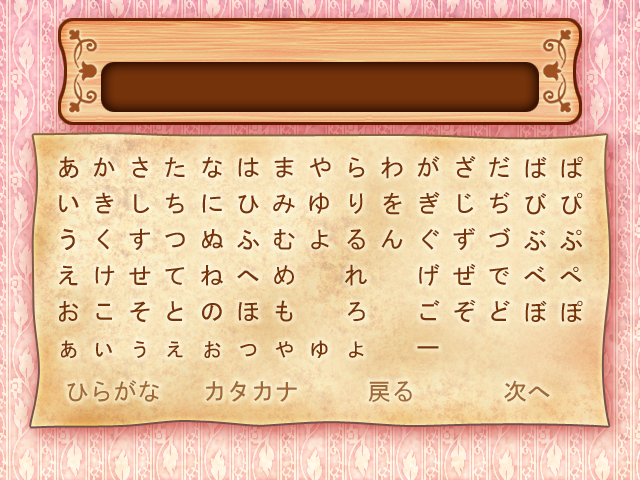 あ か さ た な は ま や ら わ が ざ だ ば ぱ
い き し ち に ひ み ゆ り を ぎ じ ぢ び ぴ
う く す つ ぬ ふ む よ る ん ぐ ず づ ぶ ぷ
え け せ て ね へ め れ げ ぜ で べ ぺ
お こ そ と の ほ も ろ ご ぞ ど ぼ ぽ
ぁ ぃ ぅ ぇ ぉ っ ゃ ゅ ょ ー
ひらがな カタカナ 戻る 次へ